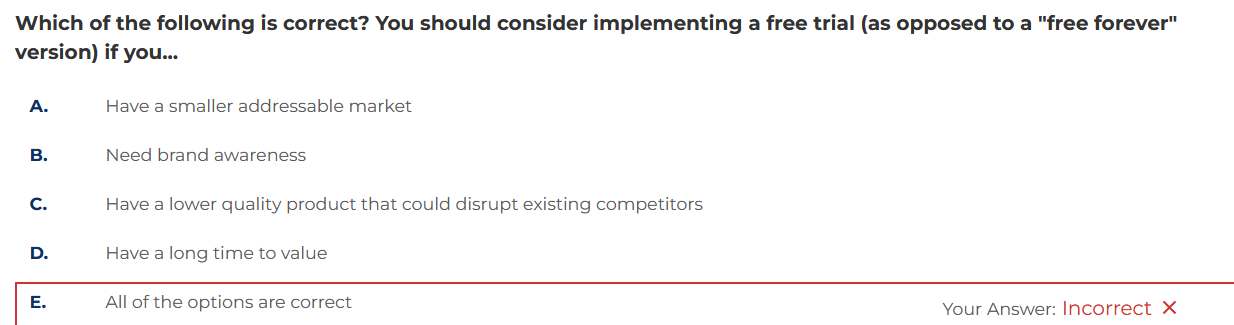 Which of the following is correct? You should consider implementing a free trial (as opposed to a "free forever"
version) if you...
A. Have a smaller addressable market
B. Need brand awareness
C. Have a lower quality product that could disrupt existing competitors
D. Have a long time to value
E. All of the options are correct
Your Answer: Incorrect ✕